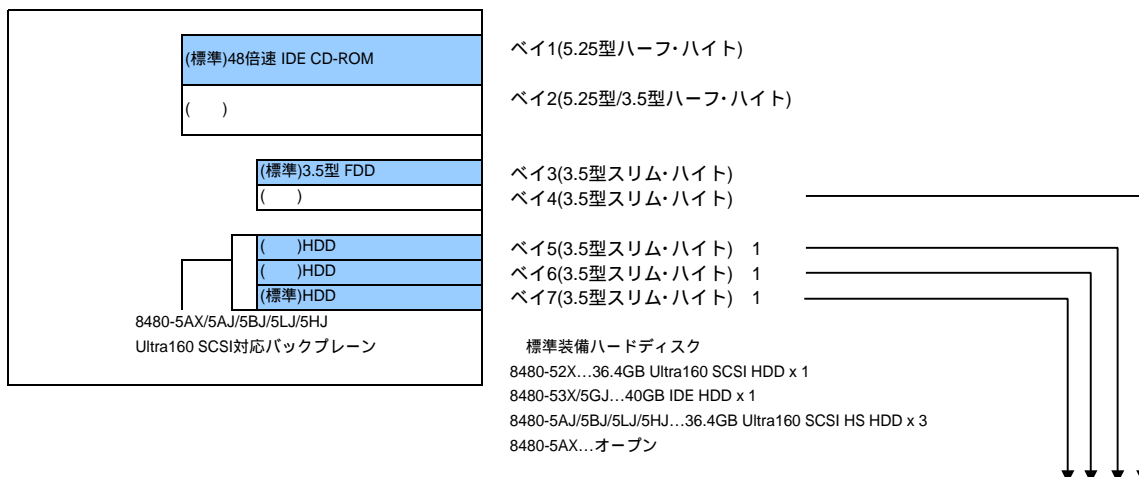 (標準)48倍速 IDE CD-ROM
ベイ1(5.25型ハーフ・ハイト)
(　)
ベイ2(5.25型/3.5型ハーフ・ハイト)
(標準)3.5型 FDD
ベイ3(3.5型スリム・ハイト)
(　)
ベイ4(3.5型スリム・ハイト)
(　)HDD
ベイ5(3.5型スリム・ハイト) 1
(　)HDD
ベイ6(3.5型スリム・ハイト) 1
(標準)HDD
ベイ7(3.5型スリム・ハイト) 1
8480-5AX/5AJ/5BJ/5LJ/5HJ
Ultra160 SCSI対応バックプレーン
標準装備ハードディスク
8480-52X…36.4GB Ultra160 SCSI HDD x 1
8480-53X/5GJ…40GB IDE HDD x 1
8480-5AJ/5BJ/5LJ/5HJ…36.4GB Ultra160 SCSI HS HDD x 3
8480-5AX…オープン